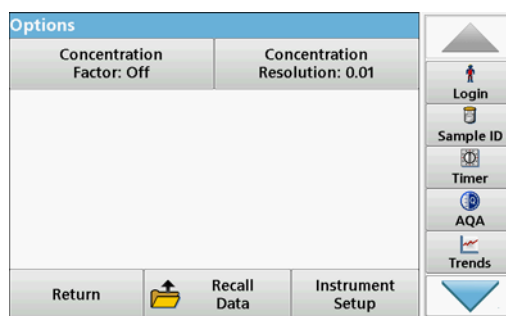 Options
Concentration
Factor: Off
Concentration
Resolution: 0.01
Login
Sample ID
Timer
AQA
Trends
Return
Recall
Data
Instrument
Setup